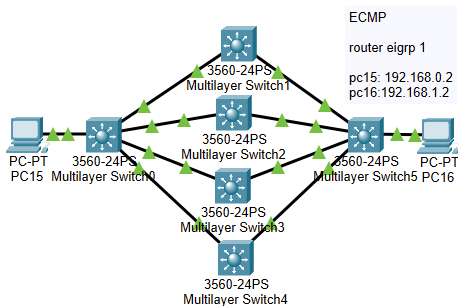 ECMP
router eigrp 1
pc15: 192.168.0.2
pc16:192.168.1.2
3560-24PS
Multilayer Switch1
3560-24PS
Multilayer Switch2
PC-PT
PC15
3560-24PS
Multilayer Switch0
3560-24PS
Multilayer Switch5
PC-PT
PC16
3560-24PS
Multilayer Switch3
3560-24PS
Multilayer Switch4